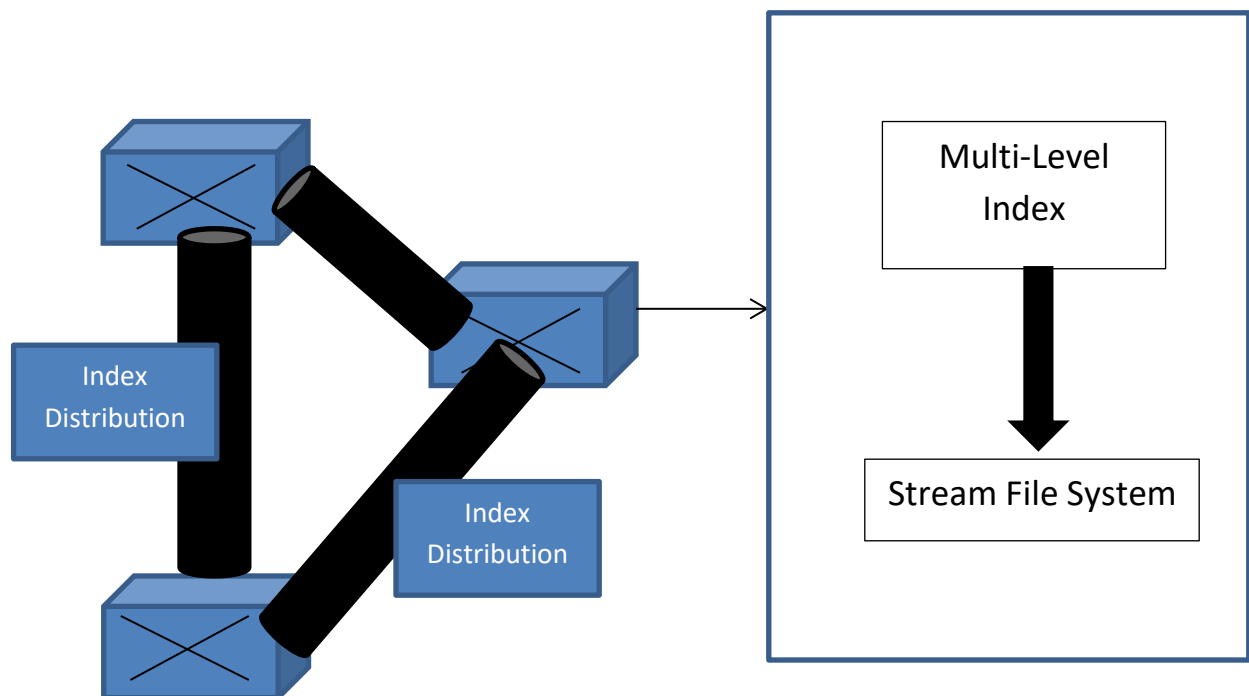 Index
Distribution
Index
Distribution
Multi-Level
Index
Stream File System